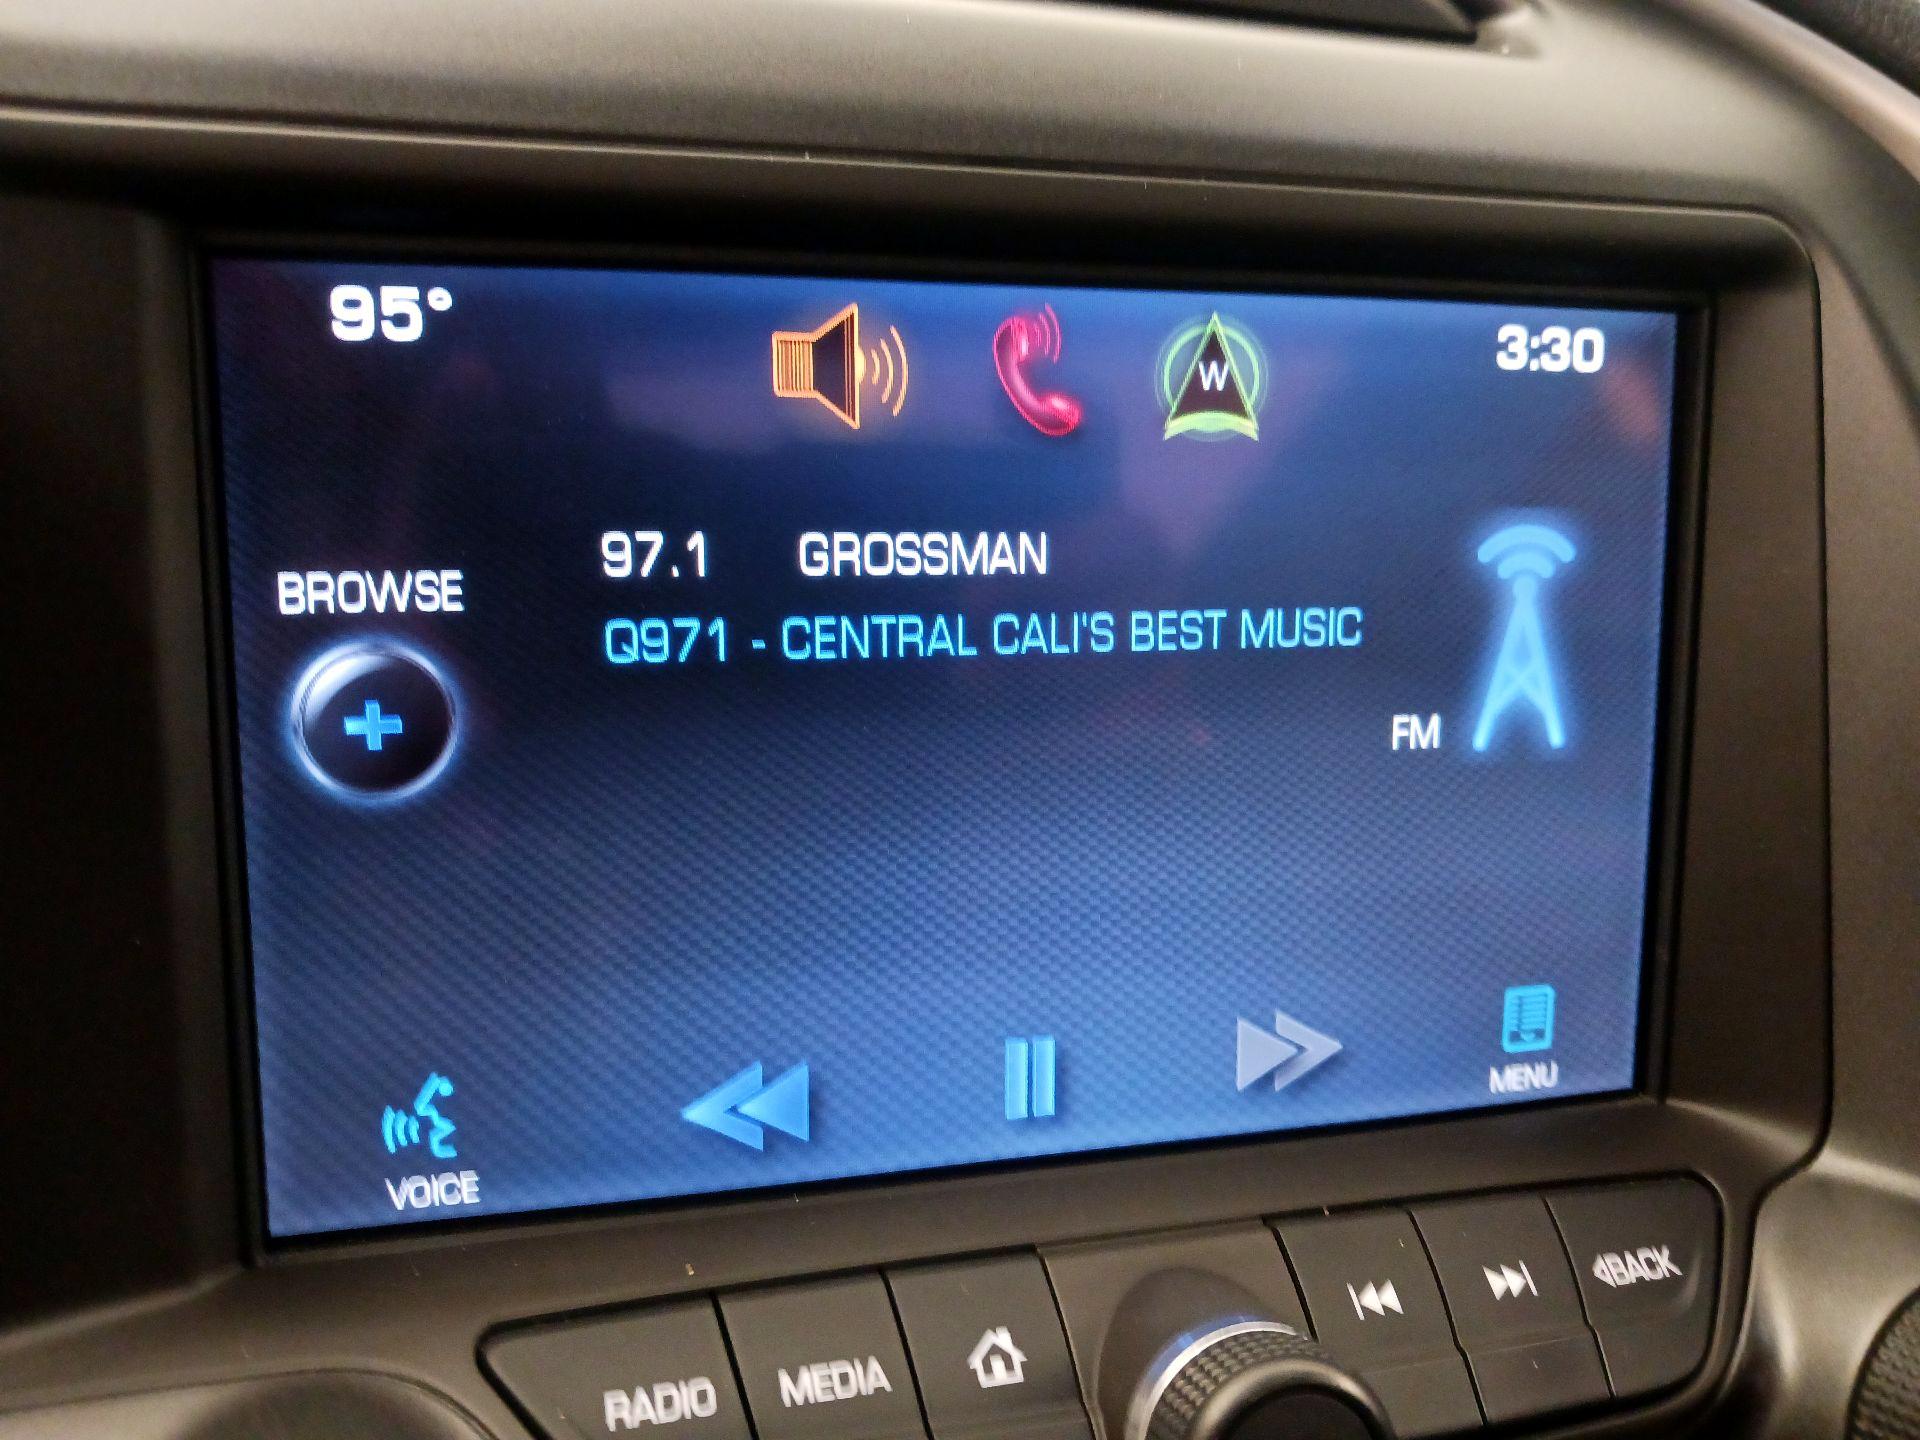 95°
W
3:30
97.1 GROSSMAN
BROWSE
Q971 - CENTRAL CALI'S BEST MUSIC
FM
MENU
VOICE
RADIO
MEDIA
BACK